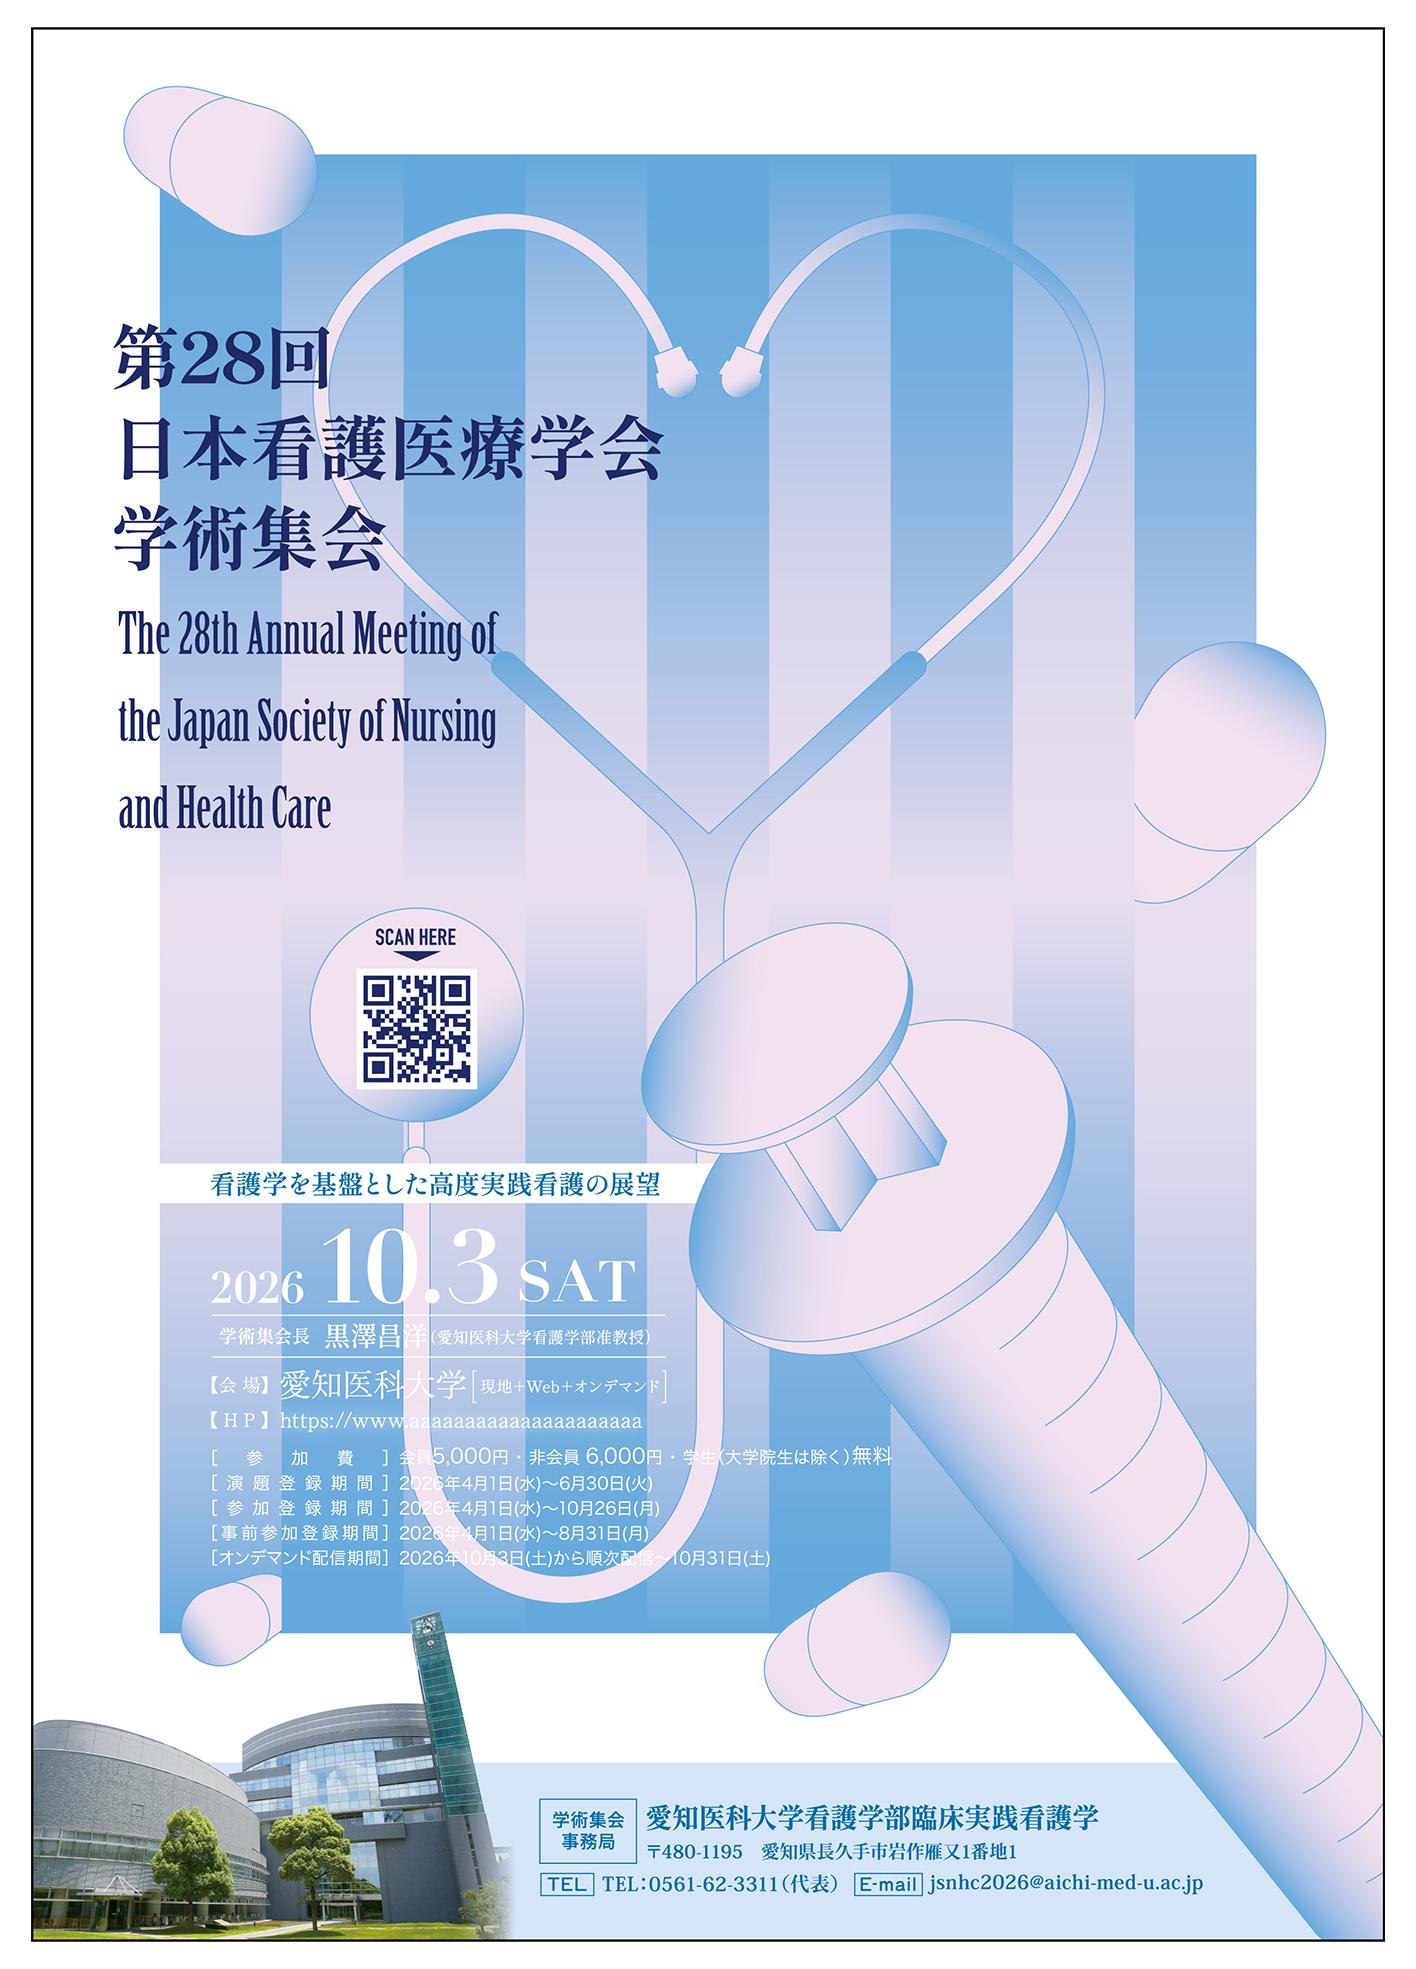 第28回
日本看護医療学会
学術集会
The 28th Annual Meeting of
the Japan Society of Nursing
and Health Care
SCAN HERE
看護学を基盤とした高度実践看護の展望
2026 10.3 SAT
学術集会長 黒澤昌洋(愛知医科大学看護学部准教授)
【会場】愛知医科大学[現地+Web+オンデマンド]
【HP】https://www.aaaaaaaaaaaaaaaaaaaaa
[参加費] 会員5,000円・非会員 6,000円・学生(大学院生は除く)無料
[演題登録期間] 2026年4月1日(水)〜6月30日(火)
[参加登録期間] 2026年4月1日(水)〜10月26日(月)
[事前参加登録期間] 2026年4月1日(水)〜8月31日(月)
[オンデマンド配信期間] 2026年10月3日(土)から順次配信〜10月31日(土)
学術集会
事務局
愛知医科大学看護学部臨床実践看護学
〒480-1195 愛知県長久手市岩作雁又1番地1
TEL TEL:0561-62-3311(代表) E-mail jsnhc2026@aichi-med-u.ac.jp